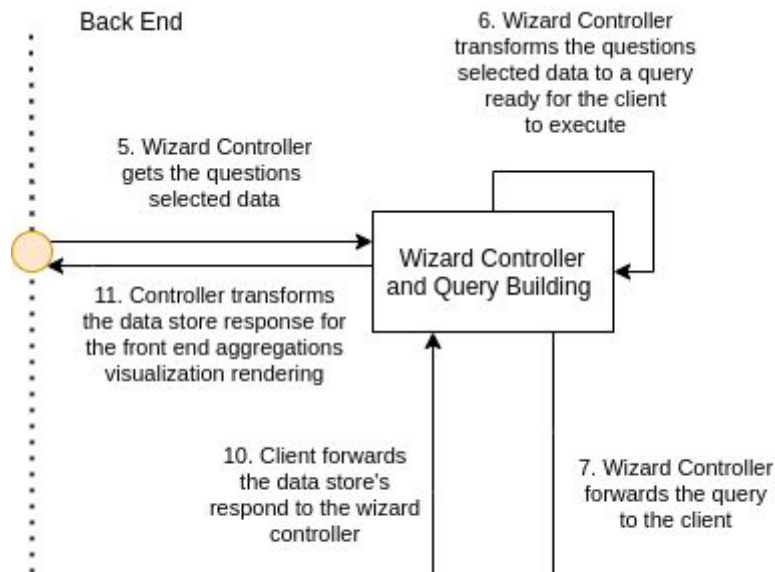 Back End
6. Wizard Controller
transforms the questions
selected data to a query
ready for the client
to execute
5. Wizard Controller
gets the questions
selected data
Wizard Controller
and Query Building
11. Controller transforms
the data store response for
the front end aggregations
visualization rendering
10. Client forwards
the data store's
respond to the wizard
controller
7. Wizard Controller
forwards the query
to the client